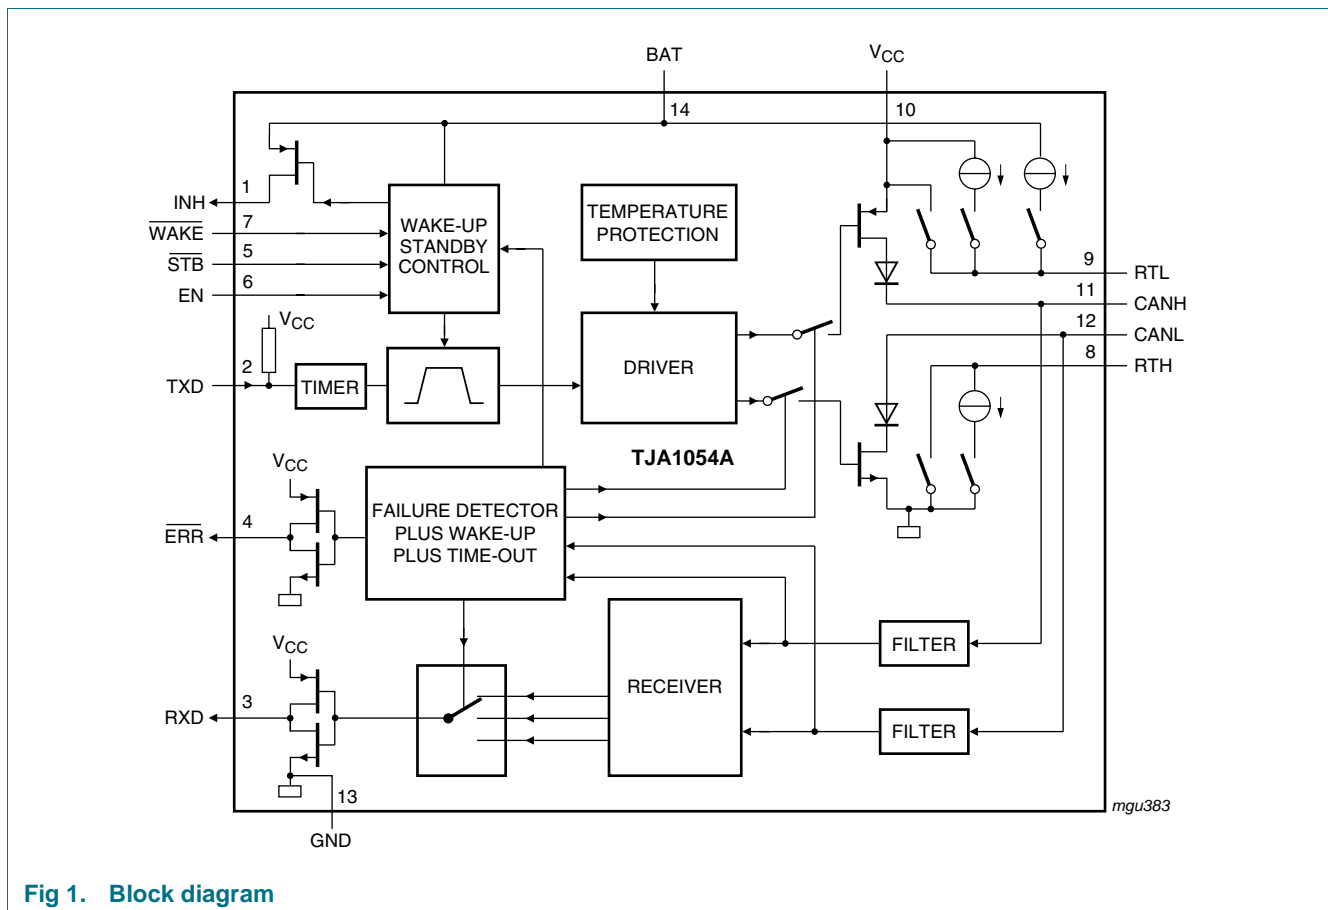 BAT
VCC
14
10
1
INH
7
WAKE
5
STB
6
EN
WAKE-UP
STANDBY
CONTROL
TEMPERATURE
PROTECTION
9
RTL
11
CANH
12
CANL
8
RTH
VCC
2
TXD
TIMER
DRIVER
TJA1054A
VCC
4
ERR
FAILURE DETECTOR
PLUS WAKE-UP
PLUS TIME-OUT
VCC
3
RXD
RECEIVER
FILTER
FILTER
13
GND
mgu383
Fig 1. Block diagram